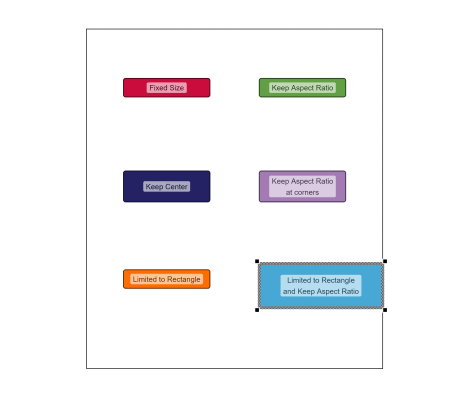 Fixed Size
Keep Aspect Ratio
Keep Center
Keep Aspect Ratio
at corners
Limited to Rectangle
Limited to Rectangle
and Keep Aspect Ratio